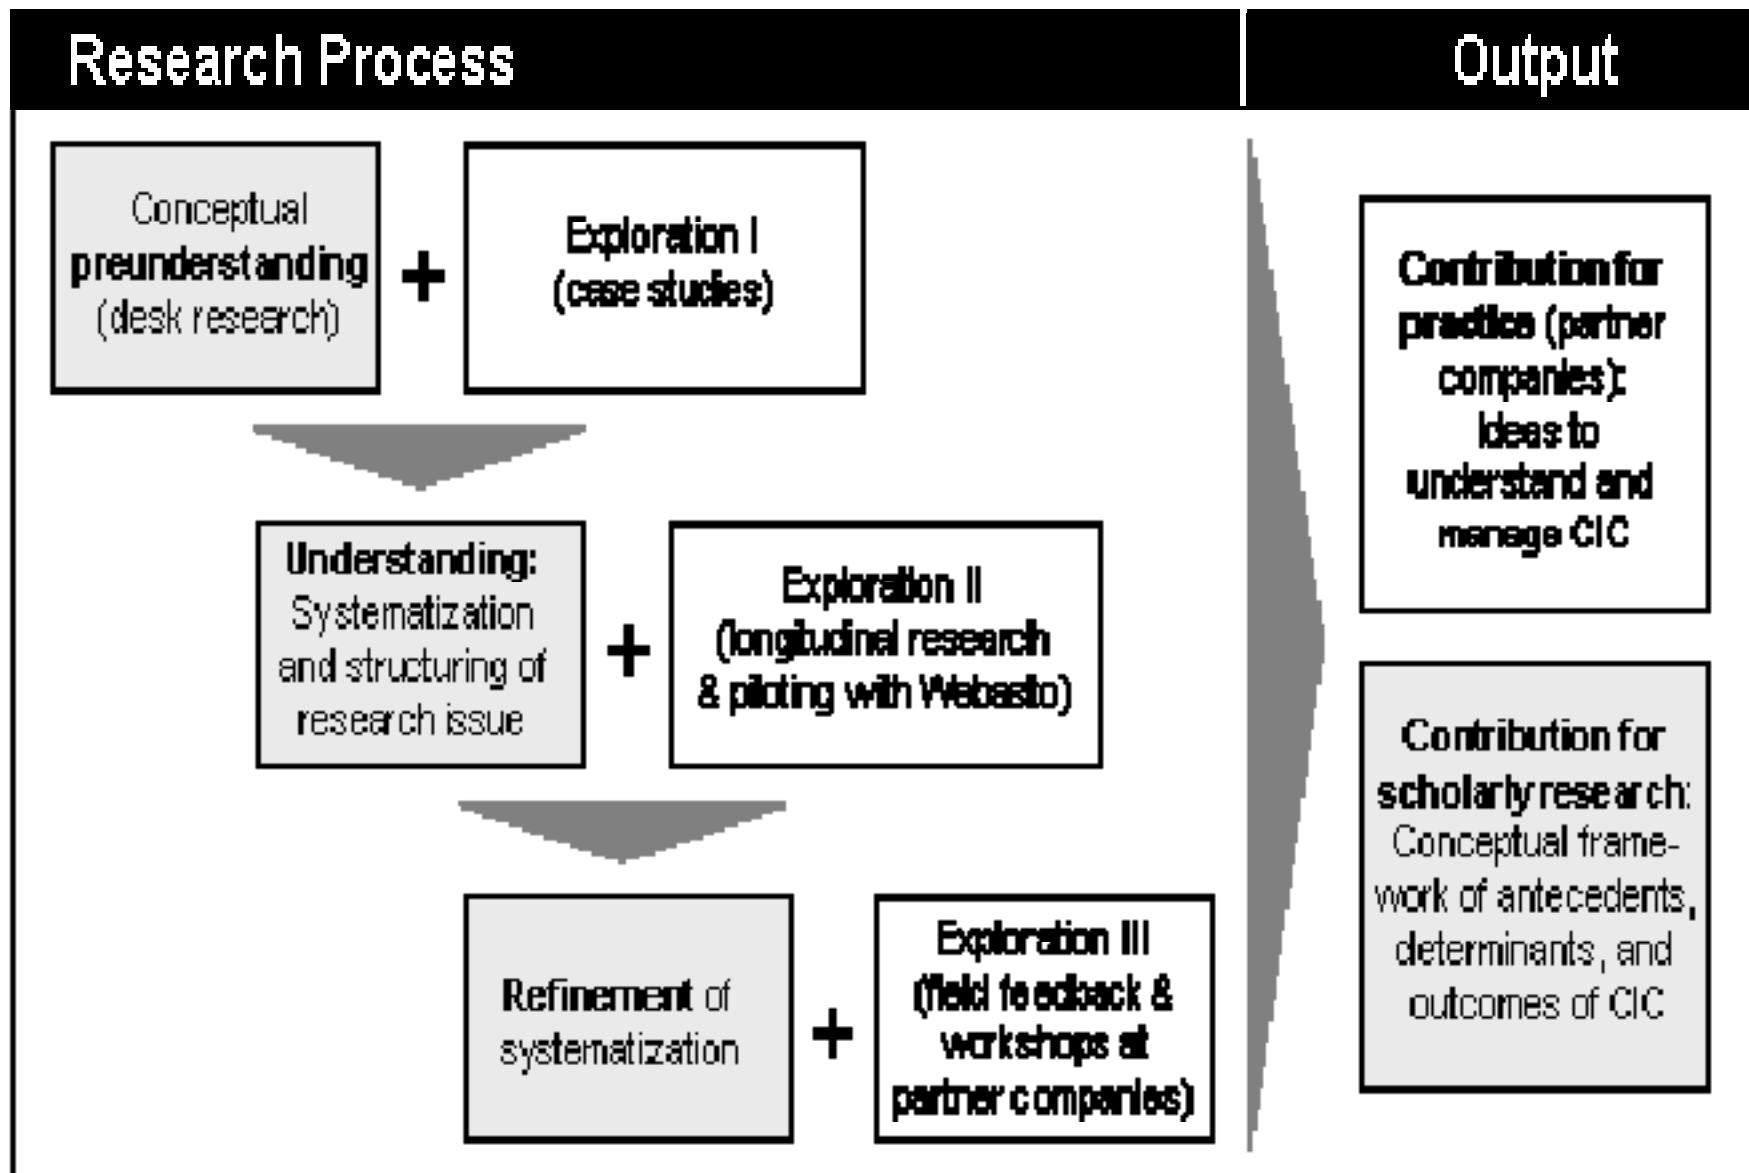 Research Process
Output
Conceptual
preunderstanding
(desk research)
+
Exploration I
(case studies)
Understanding:
Systematization
and structuring of
research issue
+
Exploration II
(longitudinal research
& piloting with Webasto)
Refinement of
systematization
+
Exploration III
(field feedback &
workshops at
partner companies)
Contribution for
practice (partner
companies):
Ideas to
understand and
manage CIC
Contribution for
scholarly research:
Conceptual frame-
work of antecedents,
determinants, and
outcomes of CIC